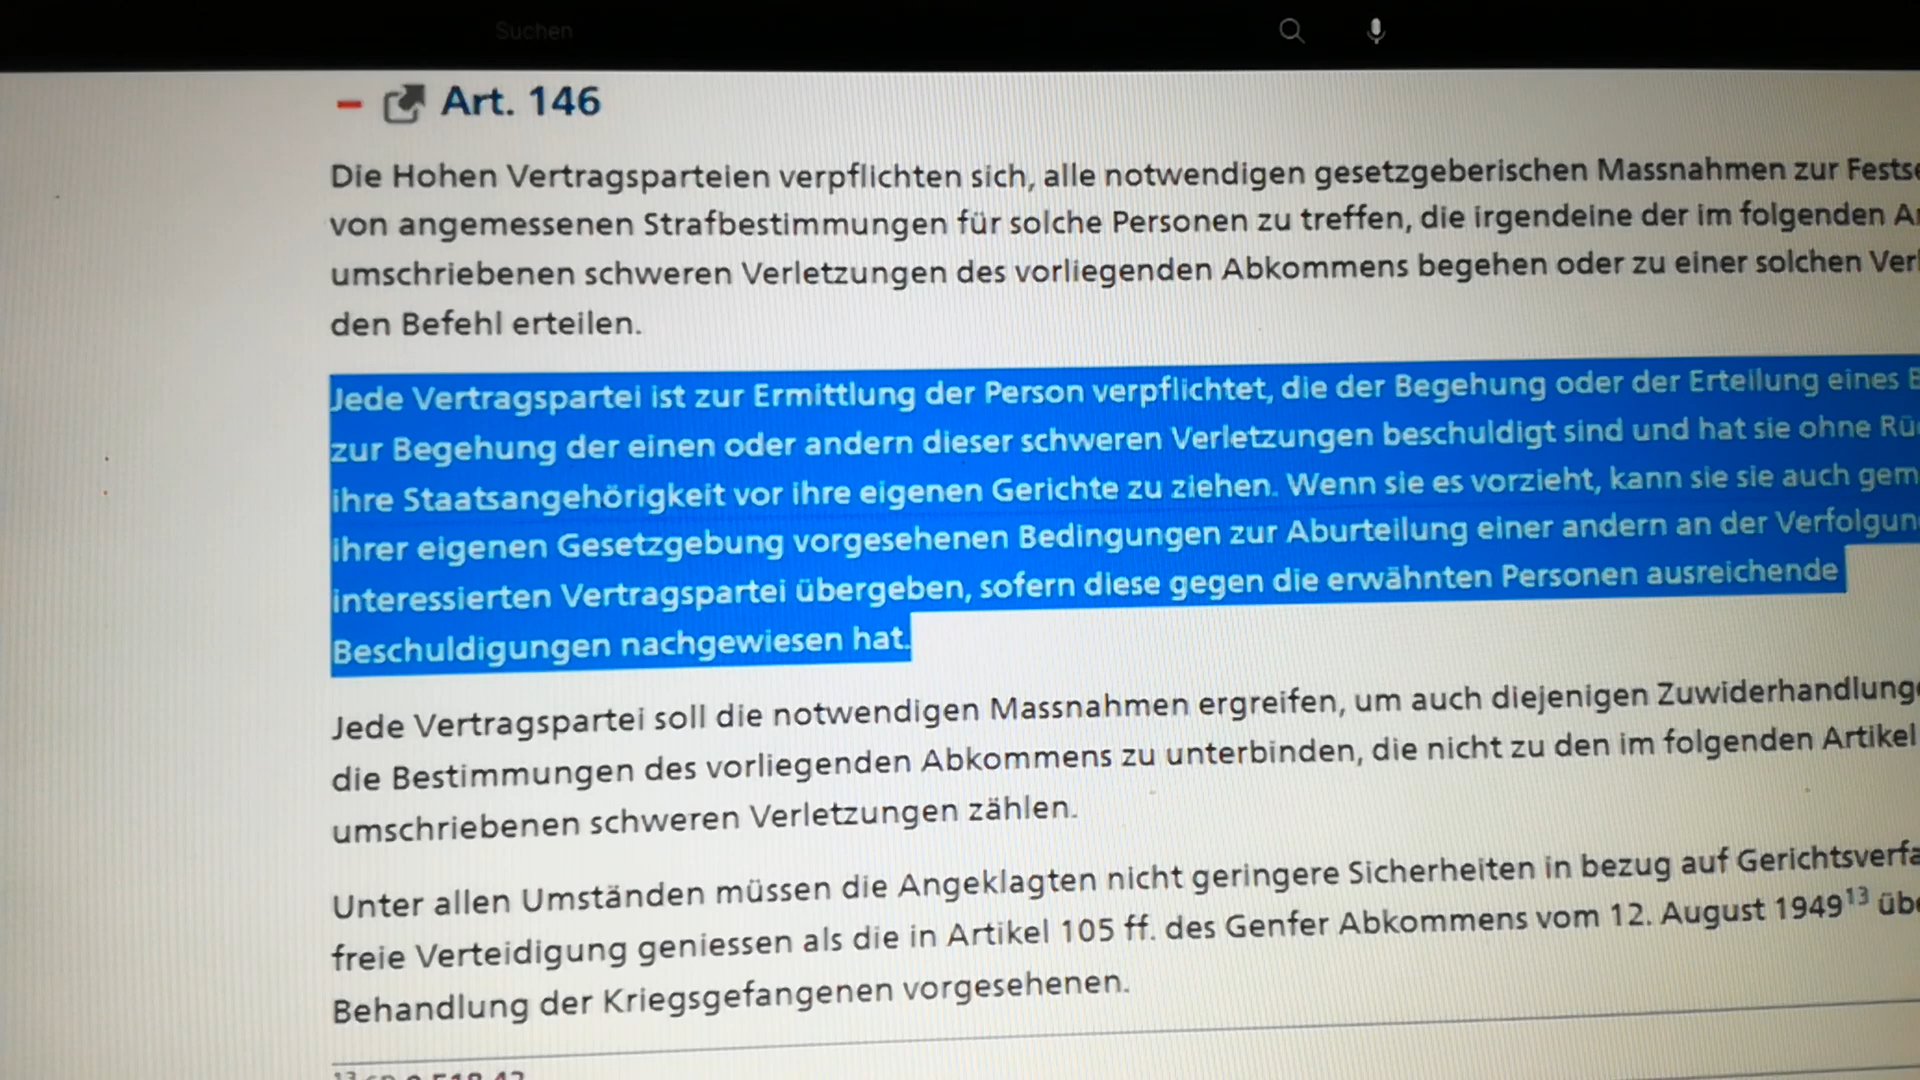 Suchen
Art. 146
Die Hohen Vertragsparteien verpflichten sich, alle notwendigen gesetzgeberischen Massnahmen zur
von angemessenen Strafbestimmungen für solche Personen zu treffen, die irgendeine der im folgenden
umschriebenen schweren Verletzungen des vorliegenden Abkommens begehen oder zu einer solchen
den Befehl erteilen.
Jede Vertragspartei ist zur Ermittlung der Person verpflichtet, die der Begehung oder der Erteilung eines
zur Begehung der einen oder andern dieser schweren Verletzungen beschuldigt sind und hat sie ohne
ihre Staatsangehörigkeit vor ihre eigenen Gerichte zu ziehen. Wenn sie es vorzieht, kann sie sie auch
ihrer eigenen Gesetzgebung vorgesehenen Bedingungen zur Aburteilung einer andern an der
interessierten Vertragspartei übergeben, sofern diese gegen die erwähnten Personen ausreichende
Beschuldigungen nachgewiesen hat.
Jede Vertragspartei soll die notwendigen Massnahmen ergreifen, um auch diejenigen
die Bestimmungen des vorliegenden Abkommens zu unterbinden, die nicht zu den im folgenden Artikel
umschriebenen schweren Verletzungen zählen.
Unter allen Umständen müssen die Angeklagten nicht geringere Sicherheiten in bezug auf
freie Verteidigung geniessen als die in Artikel 105 ff. des Genfer Abkommens vom 12. August 1949¹³
Behandlung der Kriegsgefangenen vorgesehenen.